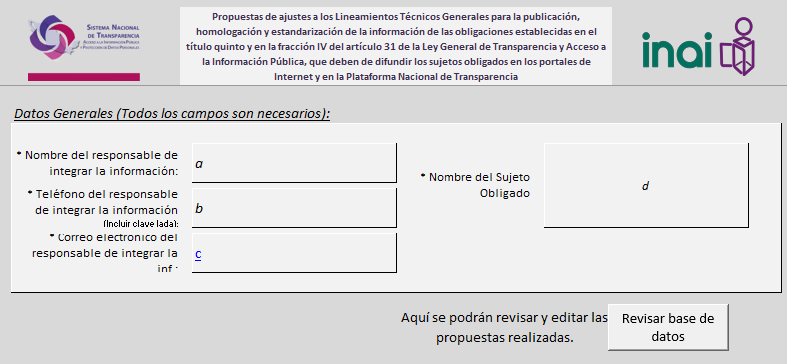 SISTEMA NACIONAL
DE TRANSPARENCIA
ACCESO A LA INFORMACIÓN PÚBLICA
Y PROTECCIÓN DE DATOS PERSONALES
Propuestas de ajustes a los Lineamientos Técnicos Generales para la publicación,
homologación y estandarización de la información de las obligaciones establecidas en el
título quinto y en la fracción IV del artículo 31 de la Ley General de Transparencia y Acceso a
la Información Pública, que deben de difundir los sujetos obligados en los portales de
Internet y en la Plataforma Nacional de Transparencia
inai
Datos Generales (Todos los campos son necesarios):
* Nombre del responsable de
integrar la información:
a
* Teléfono del responsable
de integrar la información
(Incluir clave lada):
b
* Correo electrónico del
responsable de integrar la
inf :
c
* Nombre del Sujeto
Obligado
d
Aquí se podrán revisar y editar las
propuestas realizadas.
Revisar base de
datos